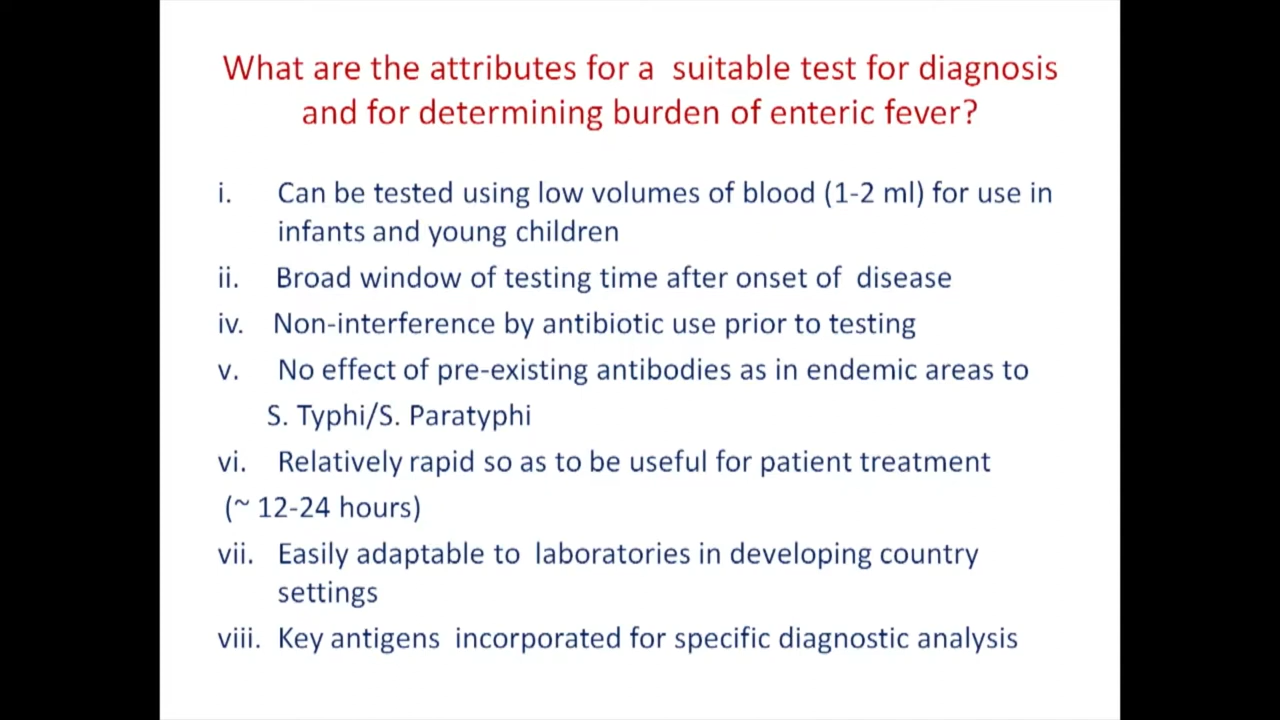 What are the attributes for a suitable test for diagnosis
and for determining burden of enteric fever?
i. Can be tested using low volumes of blood (1-2 ml) for use in
infants and young children
ii. Broad window of testing time after onset of disease
iv. Non-interference by antibiotic use prior to testing
v. No effect of pre-existing antibodies as in endemic areas to
S. Typhi/S. Paratyphi
vi. Relatively rapid so as to be useful for patient treatment
(~ 12-24 hours)
vii. Easily adaptable to laboratories in developing country
settings
viii. Key antigens incorporated for specific diagnostic analysis